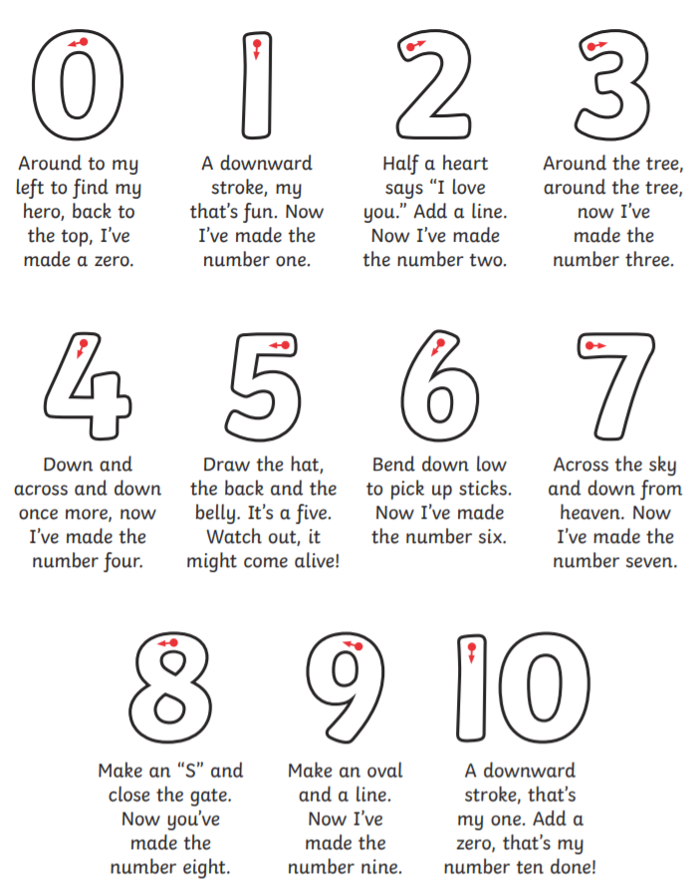 0
Around to my
left to find my
hero, back to
the top, I've
made a zero.
1
A downward
stroke, my
that's fun. Now
I've made the
number one.
2
Half a heart
says “I love
you.” Add a line.
Now I've made
the number two.
3
Around the tree,
around the tree,
now I've
made the
number three.
4
Down and
across and down
once more, now
I've made the
number four.
5
Draw the hat,
the back and the
belly. It's a five.
Watch out, it
might come alive!
6
Bend down low
to pick up sticks.
Now I've made
the number six.
7
Across the sky
and down from
heaven. Now
I've made the
number seven.
8
Make an “S” and
close the gate.
Now you've
made the
number eight.
9
Make an oval
and a line.
Now I've
made the
number nine.
10
A downward
stroke, that's
my one. Add a
zero, that's my
number ten done!